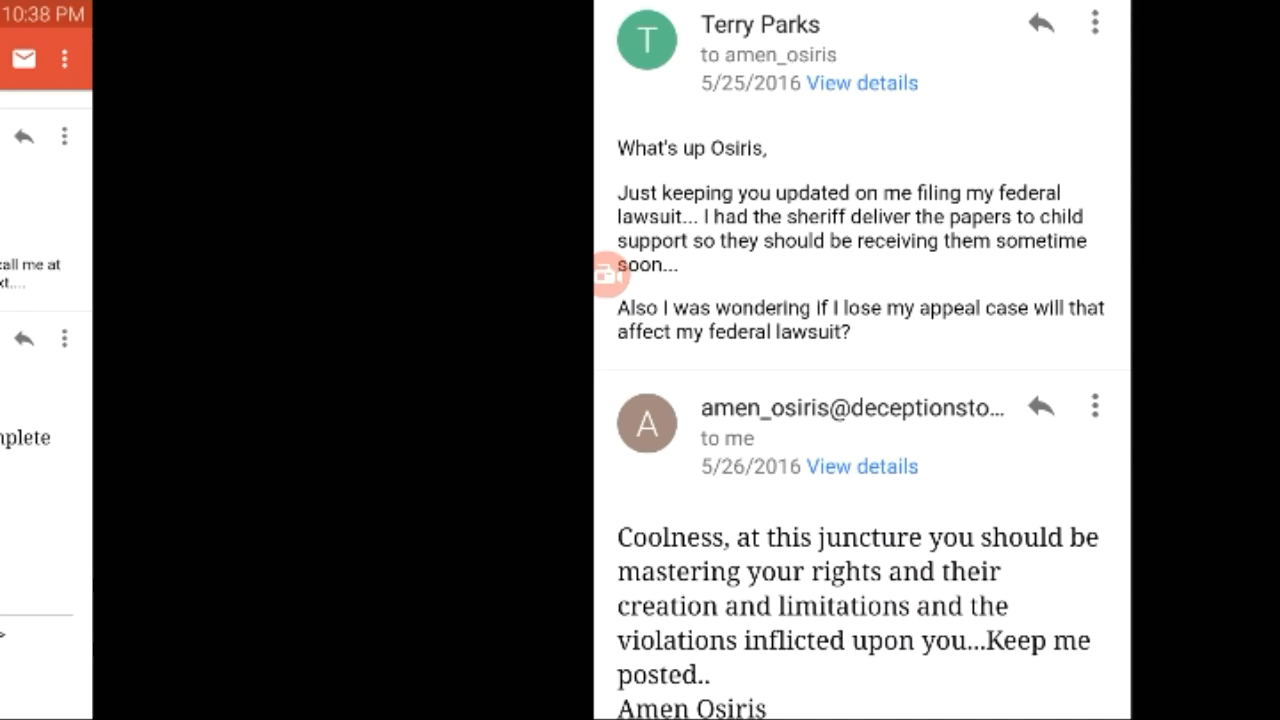 10:38 PM
call me at
xt....
nplete
>
T
Terry Parks
to amen_osiris
5/25/2016 View details
What's up Osiris,
Just keeping you updated on me filing my federal
lawsuit... I had the sheriff deliver the papers to child
support so they should be receiving them sometime
soon...
Also I was wondering if I lose my appeal case will that
affect my federal lawsuit?
A
amen_osiris@deceptionsto...
to me
5/26/2016 View details
Coolness, at this juncture you should be
mastering your rights and their
creation and limitations and the
violations inflicted upon you...Keep me
posted..
Amen Osiris